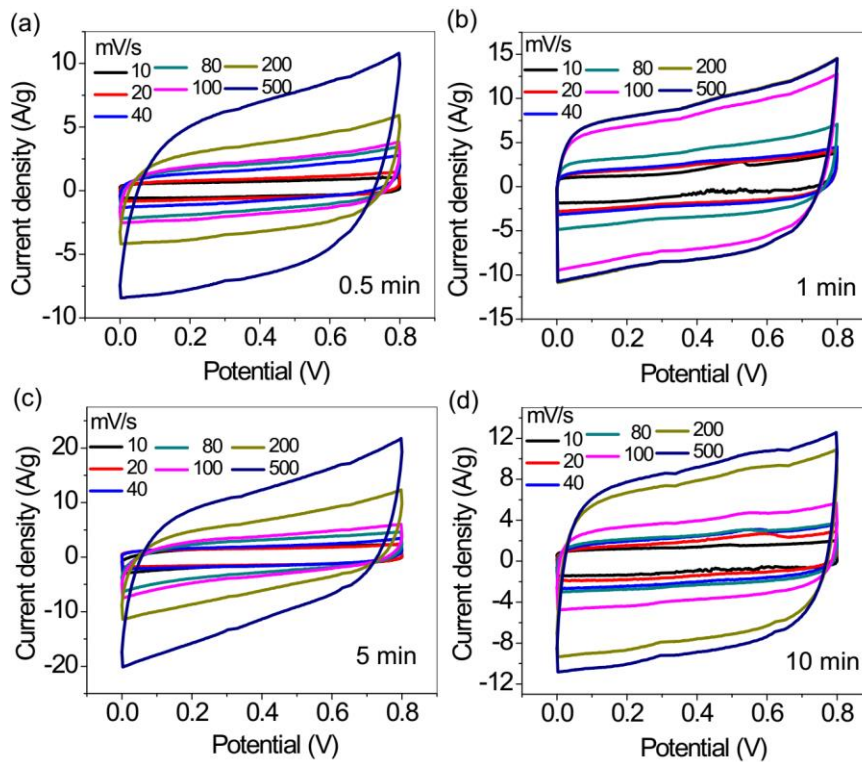 (a)
mV/s
10 80 200
20 100 500
40
10
5
0
-5
-10
Current density (A/g)
0.5 min
0.0 0.2 0.4 0.6 0.8
Potential (V)
(b)
mV/s
10 80 200
20 100 500
40
15
10
5
0
-5
-10
-15
Current density (A/g)
1 min
0.0 0.2 0.4 0.6 0.8
Potential (V)
(c)
mV/s
10 80 200
20 100 500
40
20
10
0
-10
-20
Current density (A/g)
5 min
0.0 0.2 0.4 0.6 0.8
Potential (V)
(d)
mV/s
10 80 200
20 100 500
40
12
8
4
0
-4
-8
-12
Current density (A/g)
10 min
0.0 0.2 0.4 0.6 0.8
Potential (V)